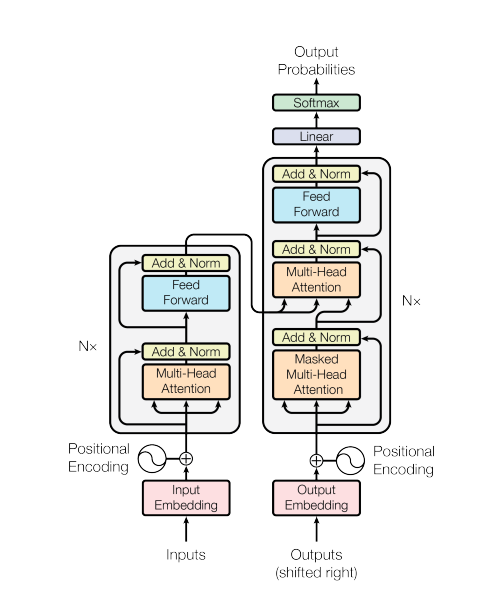 Output
Probabilities
Softmax
Linear
Add & Norm
Feed
Forward
Add & Norm
Multi-Head
Attention
Add & Norm
Masked
Multi-Head
Attention
Nx
Add & Norm
Feed
Forward
Add & Norm
Multi-Head
Attention
N×
Positional
Encoding
Positional
Encoding
Input
Embedding
Output
Embedding
Inputs
Outputs
(shifted right)